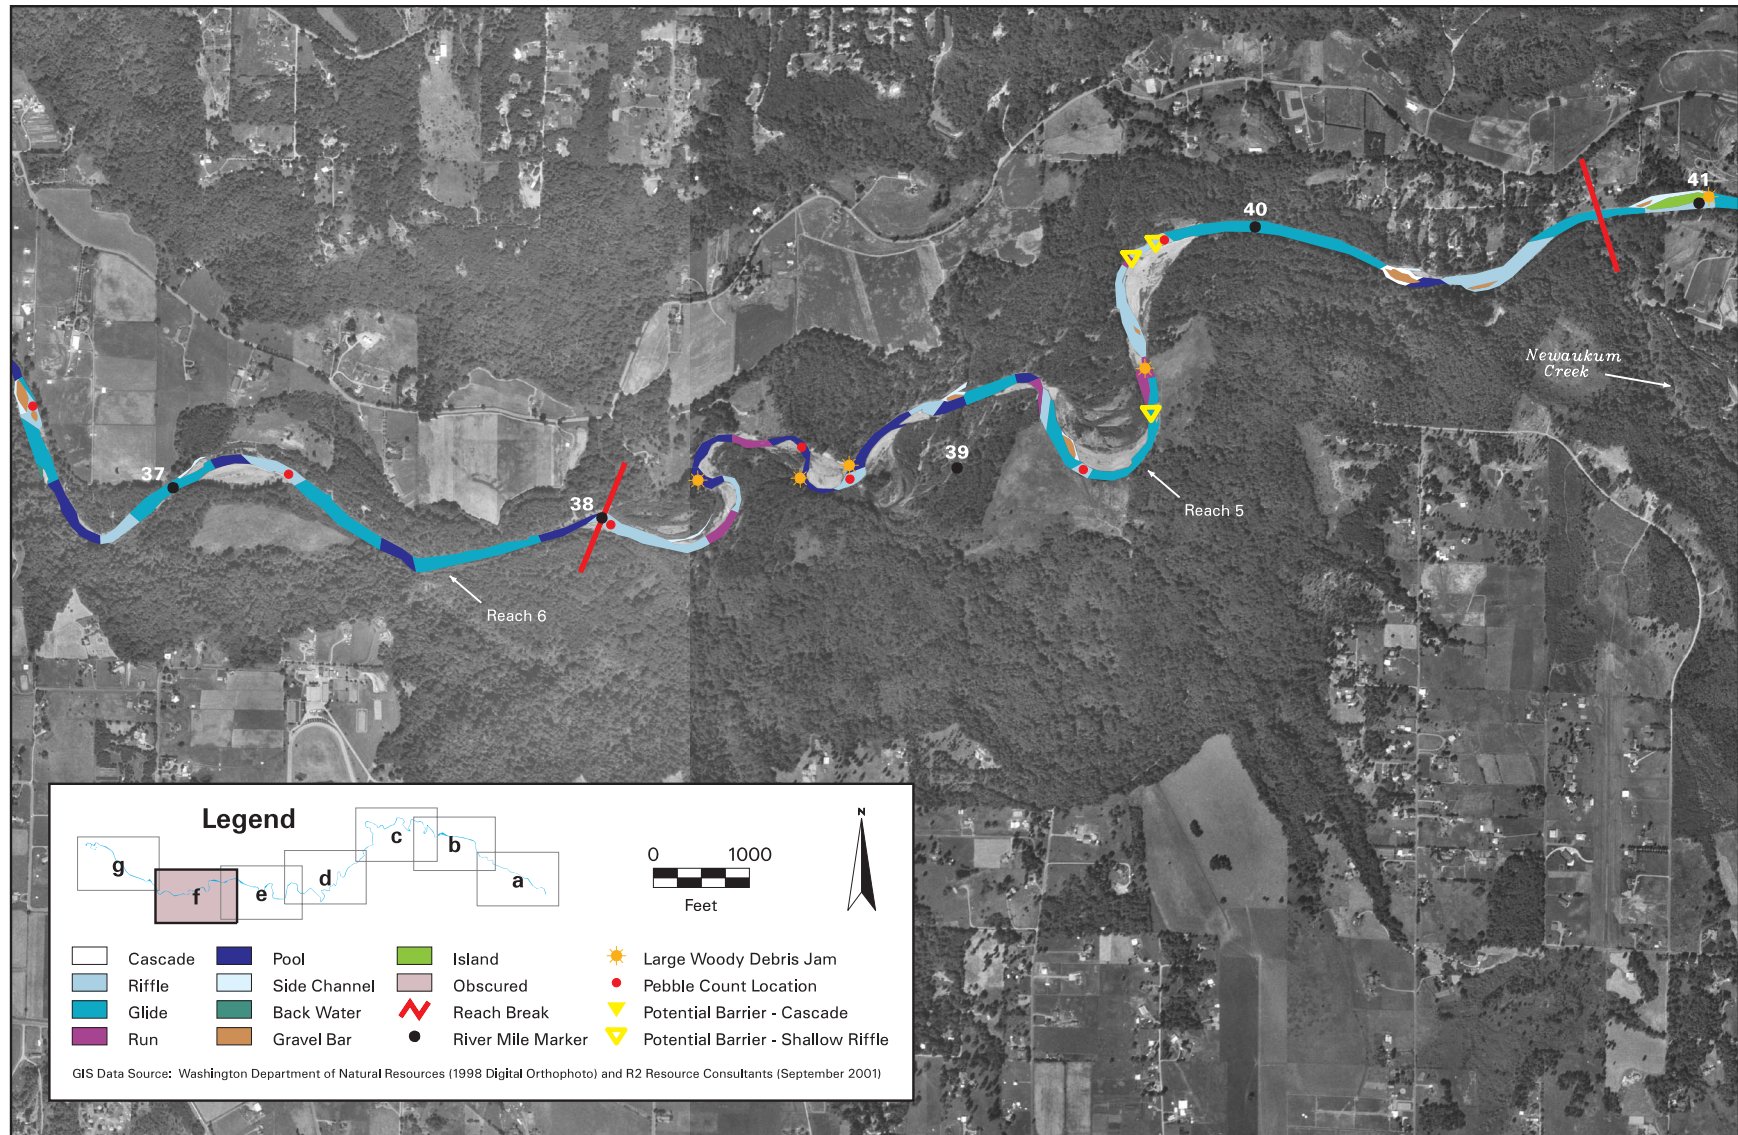 41
40
Newaukum
Creek
39
37
38
Reach 5
Reach 6
Legend
a
b
c
d
e
f
g
0 1000
Feet
N
Cascade
Riffle
Glide
Run
Pool
Side Channel
Back Water
Gravel Bar
Island
Obscured
Reach Break
River Mile Marker
Large Woody Debris Jam
Pebble Count Location
Potential Barrier - Cascade
Potential Barrier - Shallow Riffle
GIS Data Source: Washington Department of Natural Resources (1998 Digital Orthophoto) and R2 Resource Consultants (September 2001)